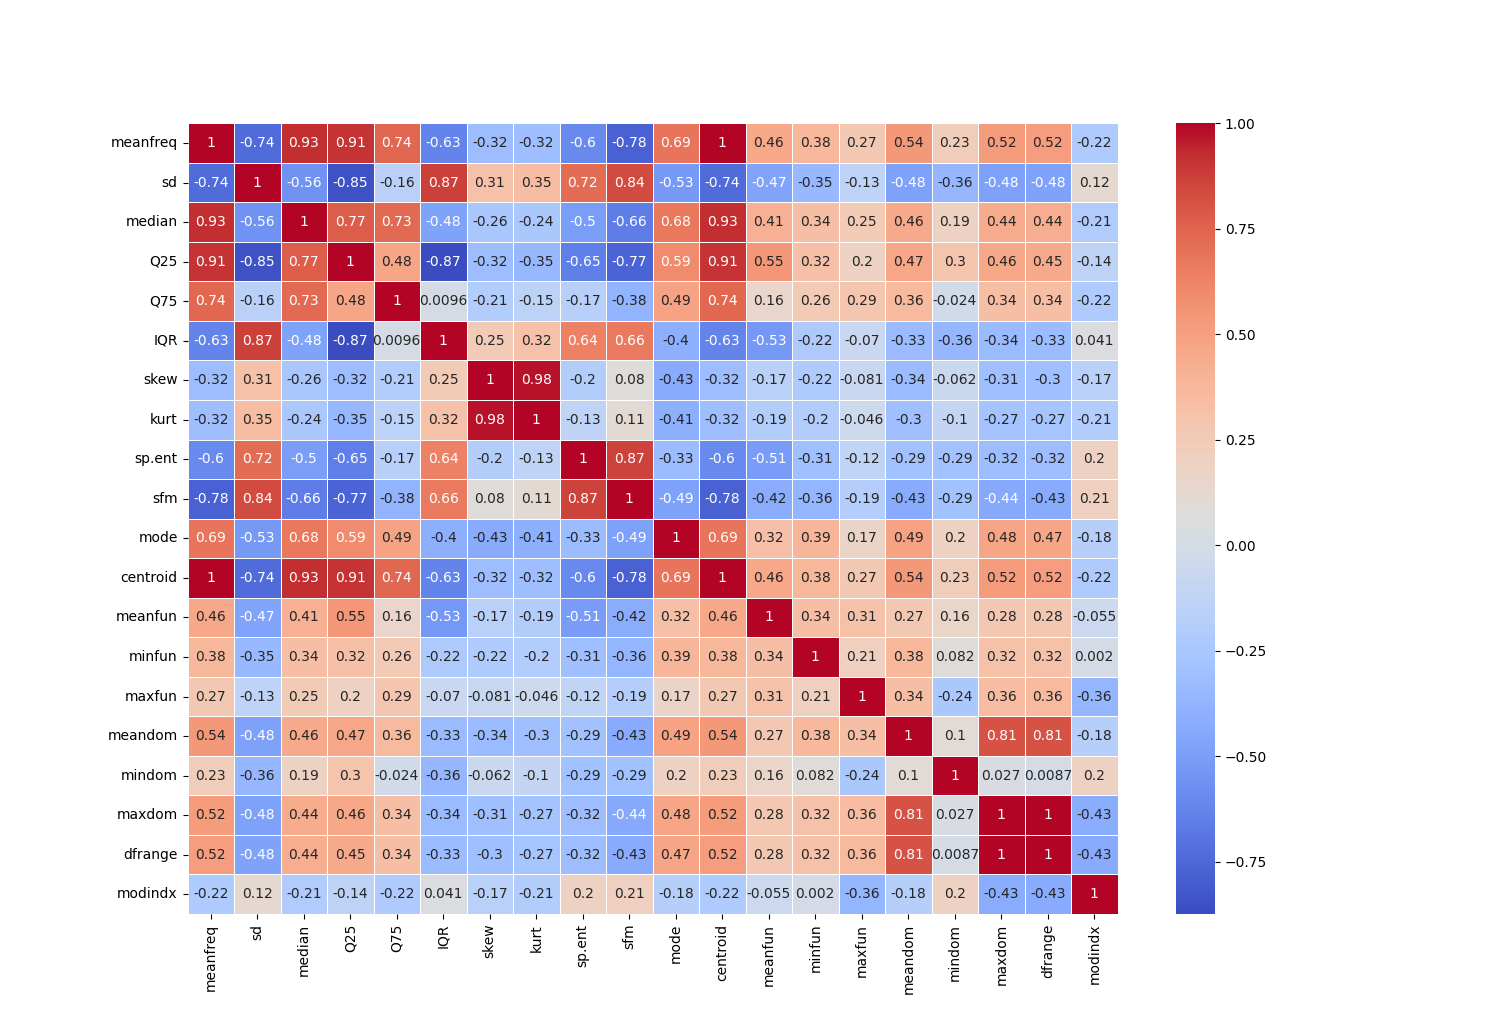 meanfreq 1 -0.74 0.93 0.91 0.74 -0.63 -0.32 -0.32 -0.6 -0.78 0.69 1 0.46 0.38 0.27 0.54 0.23 0.52 0.52 -0.22
sd -0.74 1 -0.56 -0.85 -0.16 0.87 0.31 0.35 0.72 0.84 -0.53 -0.74 -0.47 -0.35 -0.13 -0.48 -0.36 -0.48 -0.48 0.12
median 0.93 -0.56 1 0.77 0.73 -0.48 -0.26 -0.24 -0.5 -0.66 0.68 0.93 0.41 0.34 0.25 0.46 0.19 0.44 0.44 -0.21
Q25 0.91 -0.85 0.77 1 0.48 -0.87 -0.32 -0.35 -0.65 -0.77 0.59 0.91 0.55 0.32 0.2 0.47 0.3 0.46 0.45 -0.14
Q75 0.74 -0.16 0.73 0.48 1 0.0096 -0.21 -0.15 -0.17 -0.38 0.49 0.74 0.16 0.26 0.29 0.36 -0.024 0.34 0.34 -0.22
IQR -0.63 0.87 -0.48 -0.87 0.0096 1 0.25 0.32 0.64 0.66 -0.4 -0.63 -0.53 -0.22 -0.07 -0.33 -0.36 -0.34 -0.33 0.041
skew -0.32 0.31 -0.26 -0.32 -0.21 0.25 1 0.98 -0.2 0.08 -0.43 -0.32 -0.17 -0.22 -0.081 -0.34 -0.062 -0.31 -0.3 -0.17
kurt -0.32 0.35 -0.24 -0.35 -0.15 0.32 0.98 1 -0.13 0.11 -0.41 -0.32 -0.19 -0.2 -0.046 -0.3 -0.1 -0.27 -0.27 -0.21
sp.ent -0.6 0.72 -0.5 -0.65 -0.17 0.64 -0.2 -0.13 1 0.87 -0.33 -0.6 -0.51 -0.31 -0.12 -0.29 -0.29 -0.32 -0.32 0.2
sfm -0.78 0.84 -0.66 -0.77 -0.38 0.66 0.08 0.11 0.87 1 -0.49 -0.78 -0.42 -0.36 -0.19 -0.43 -0.29 -0.44 -0.43 0.21
mode 0.69 -0.53 0.68 0.59 0.49 -0.4 -0.43 -0.41 -0.33 -0.49 1 0.69 0.32 0.39 0.17 0.49 0.2 0.48 0.47 -0.18
centroid 1 -0.74 0.93 0.91 0.74 -0.63 -0.32 -0.32 -0.6 -0.78 0.69 1 0.46 0.38 0.27 0.54 0.23 0.52 0.52 -0.22
meanfun 0.46 -0.47 0.41 0.55 0.16 -0.53 -0.17 -0.19 -0.51 -0.42 0.32 0.46 1 0.34 0.31 0.27 0.16 0.28 0.28 -0.055
minfun 0.38 -0.35 0.34 0.32 0.26 -0.22 -0.22 -0.2 -0.31 -0.36 0.39 0.38 0.34 1 0.21 0.38 0.082 0.32 0.32 0.002
maxfun 0.27 -0.13 0.25 0.2 0.29 -0.07 -0.081 -0.046 -0.12 -0.19 0.17 0.27 0.31 0.21 1 0.34 -0.24 0.36 0.36 -0.36
meandom 0.54 -0.48 0.46 0.47 0.36 -0.33 -0.34 -0.3 -0.29 -0.43 0.49 0.54 0.27 0.38 0.34 1 0.1 0.81 0.81 -0.18
mindom 0.23 -0.36 0.19 0.3 -0.024 -0.36 -0.062 -0.1 -0.29 -0.29 0.2 0.23 0.16 0.082 -0.24 0.1 1 0.027 0.0087 0.2
maxdom 0.52 -0.48 0.44 0.46 0.34 -0.34 -0.31 -0.27 -0.32 -0.44 0.48 0.52 0.28 0.32 0.36 0.81 0.027 1 1 -0.43
dfrange 0.52 -0.48 0.44 0.45 0.34 -0.33 -0.3 -0.27 -0.32 -0.43 0.47 0.52 0.28 0.32 0.36 0.81 0.0087 1 1 -0.43
modindx -0.22 0.12 -0.21 -0.14 -0.22 0.041 -0.17 -0.21 0.2 0.21 -0.18 -0.22 -0.055 0.002 -0.36 -0.18 0.2 -0.43 -0.43 1
meanfreq sd median Q25 Q75 IQR skew kurt sp.ent sfm mode centroid meanfun minfun maxfun meandom mindom maxdom dfrange modindx
1.00
0.75
0.50
0.25
0.00
−0.25
−0.50
−0.75